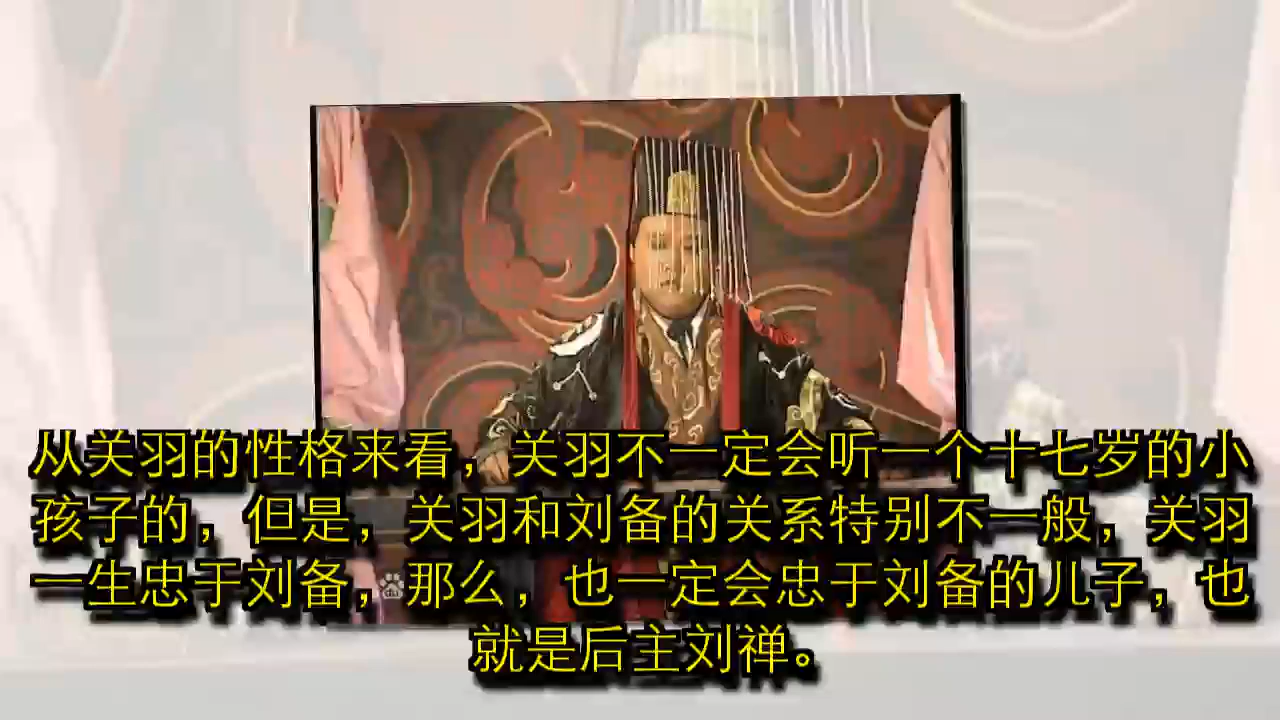 从关羽的性格来看，关羽不一定会听一个十七岁的小
孩子的，但是，关羽和刘备的关系特别不一般，关羽
一生忠于刘备，那么，也一定会忠于刘备的儿子，也
就是后主刘禅。